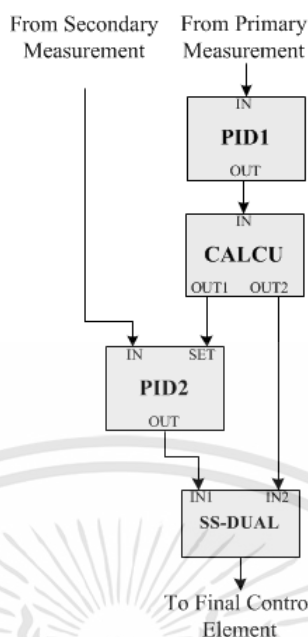 From Secondary
Measurement
From Primary
Measurement
IN
PID1
OUT
IN
CALCU
OUT1 OUT2
IN SET
PID2
OUT
IN1 IN2
SS-DUAL
To Final Control
Element